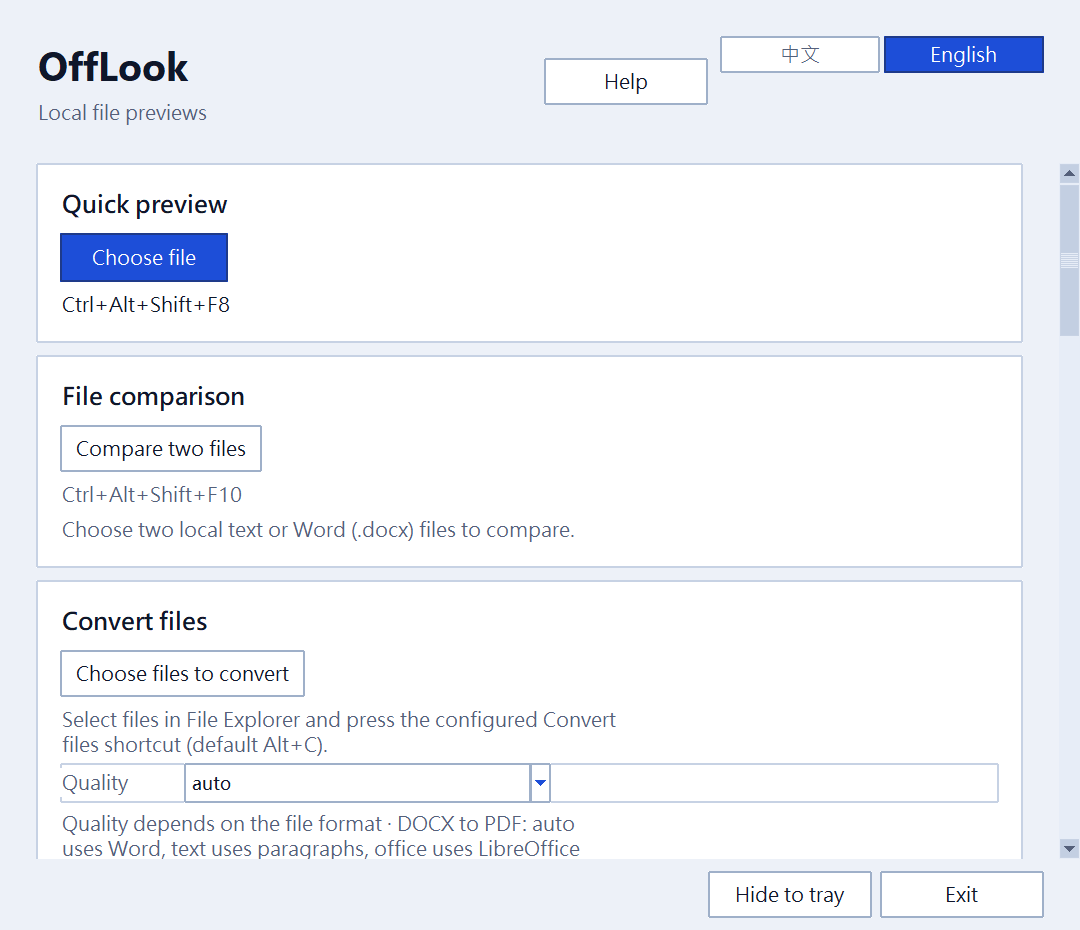 OffLook
Local file previews
Help
中文
English
Quick preview
Choose file
Ctrl+Alt+Shift+F8
File comparison
Compare two files
Ctrl+Alt+Shift+F10
Choose two local text or Word (.docx) files to compare.
Convert files
Choose files to convert
Select files in File Explorer and press the configured Convert
files shortcut (default Alt+C).
Quality
auto
Quality depends on the file format · DOCX to PDF: auto
uses Word, text uses paragraphs, office uses LibreOffice
Hide to tray
Exit